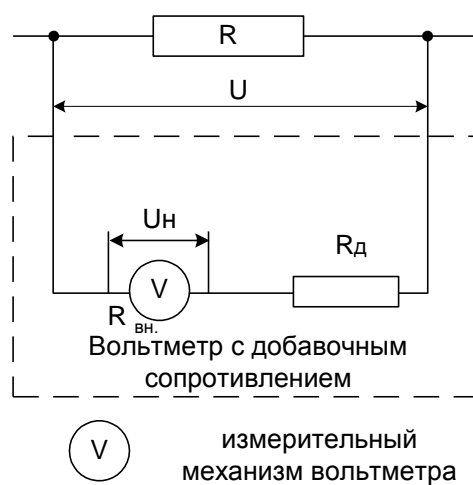 R
U
Uн
Rд
V
R вн.
Вольтметр с добавочным
сопротивлением
V
измерительный
механизм вольтметра